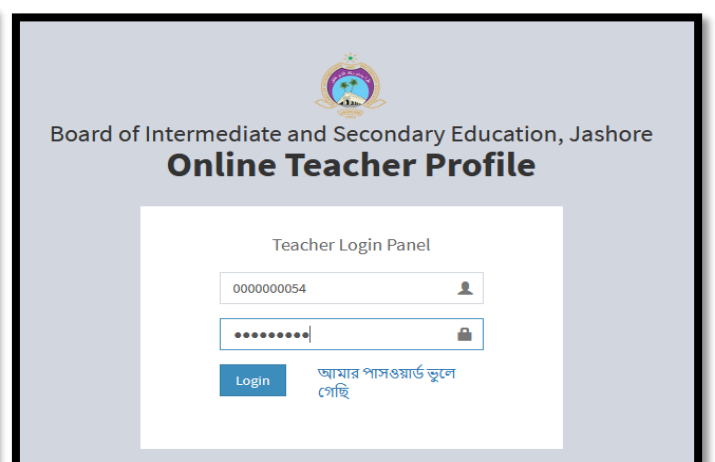 Board of Intermediate and Secondary Education, Jashore
Online Teacher Profile
Teacher Login Panel
0000000054
•••••••••
Login
আমার পাসওয়ার্ড ভুলে
গেছি